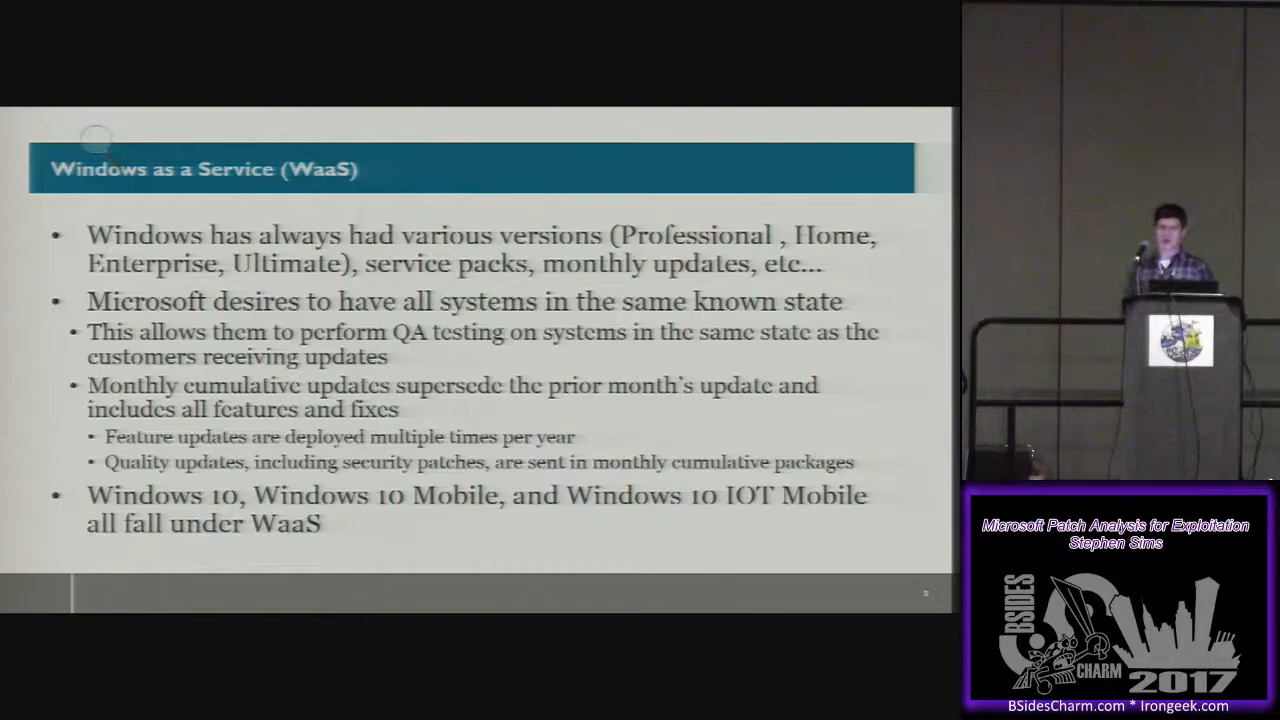 Windows as a Service (WaaS)
• Windows has always had various versions (Professional , Home,
Enterprise, Ultimate), service packs, monthly updates, etc...
• Microsoft desires to have all systems in the same known state
• This allows them to perform QA testing on systems in the same state as the
customers receiving updates
• Monthly cumulative updates supersede the prior month's update and
includes all features and fixes
• Feature updates are deployed multiple times per year
• Quality updates, including security patches, are sent in monthly cumulative packages
• Windows 10, Windows 10 Mobile, and Windows 10 IOT Mobile
all fall under WaaS
Microsoft Patch Analysis for Exploitation
Stephen Sims
BSIDES
CHARM
2017
BSidesCharm.com * Irongeek.com